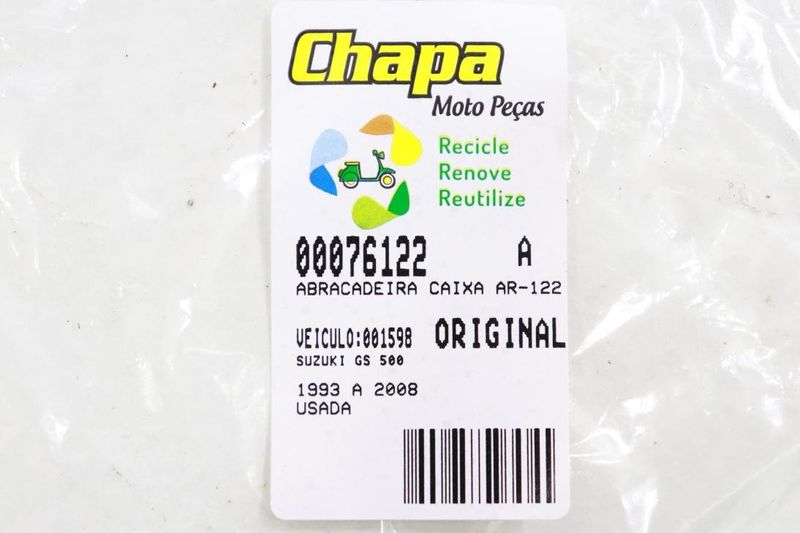 Chapa
Moto Peças
Recicle
Renove
Reutilize
00076122 A
ABRACADEIRA CAIXA AR-122
VEICULO:001598 ORIGINAL
SUZUKI GS 500
1993 A 2008
USADA